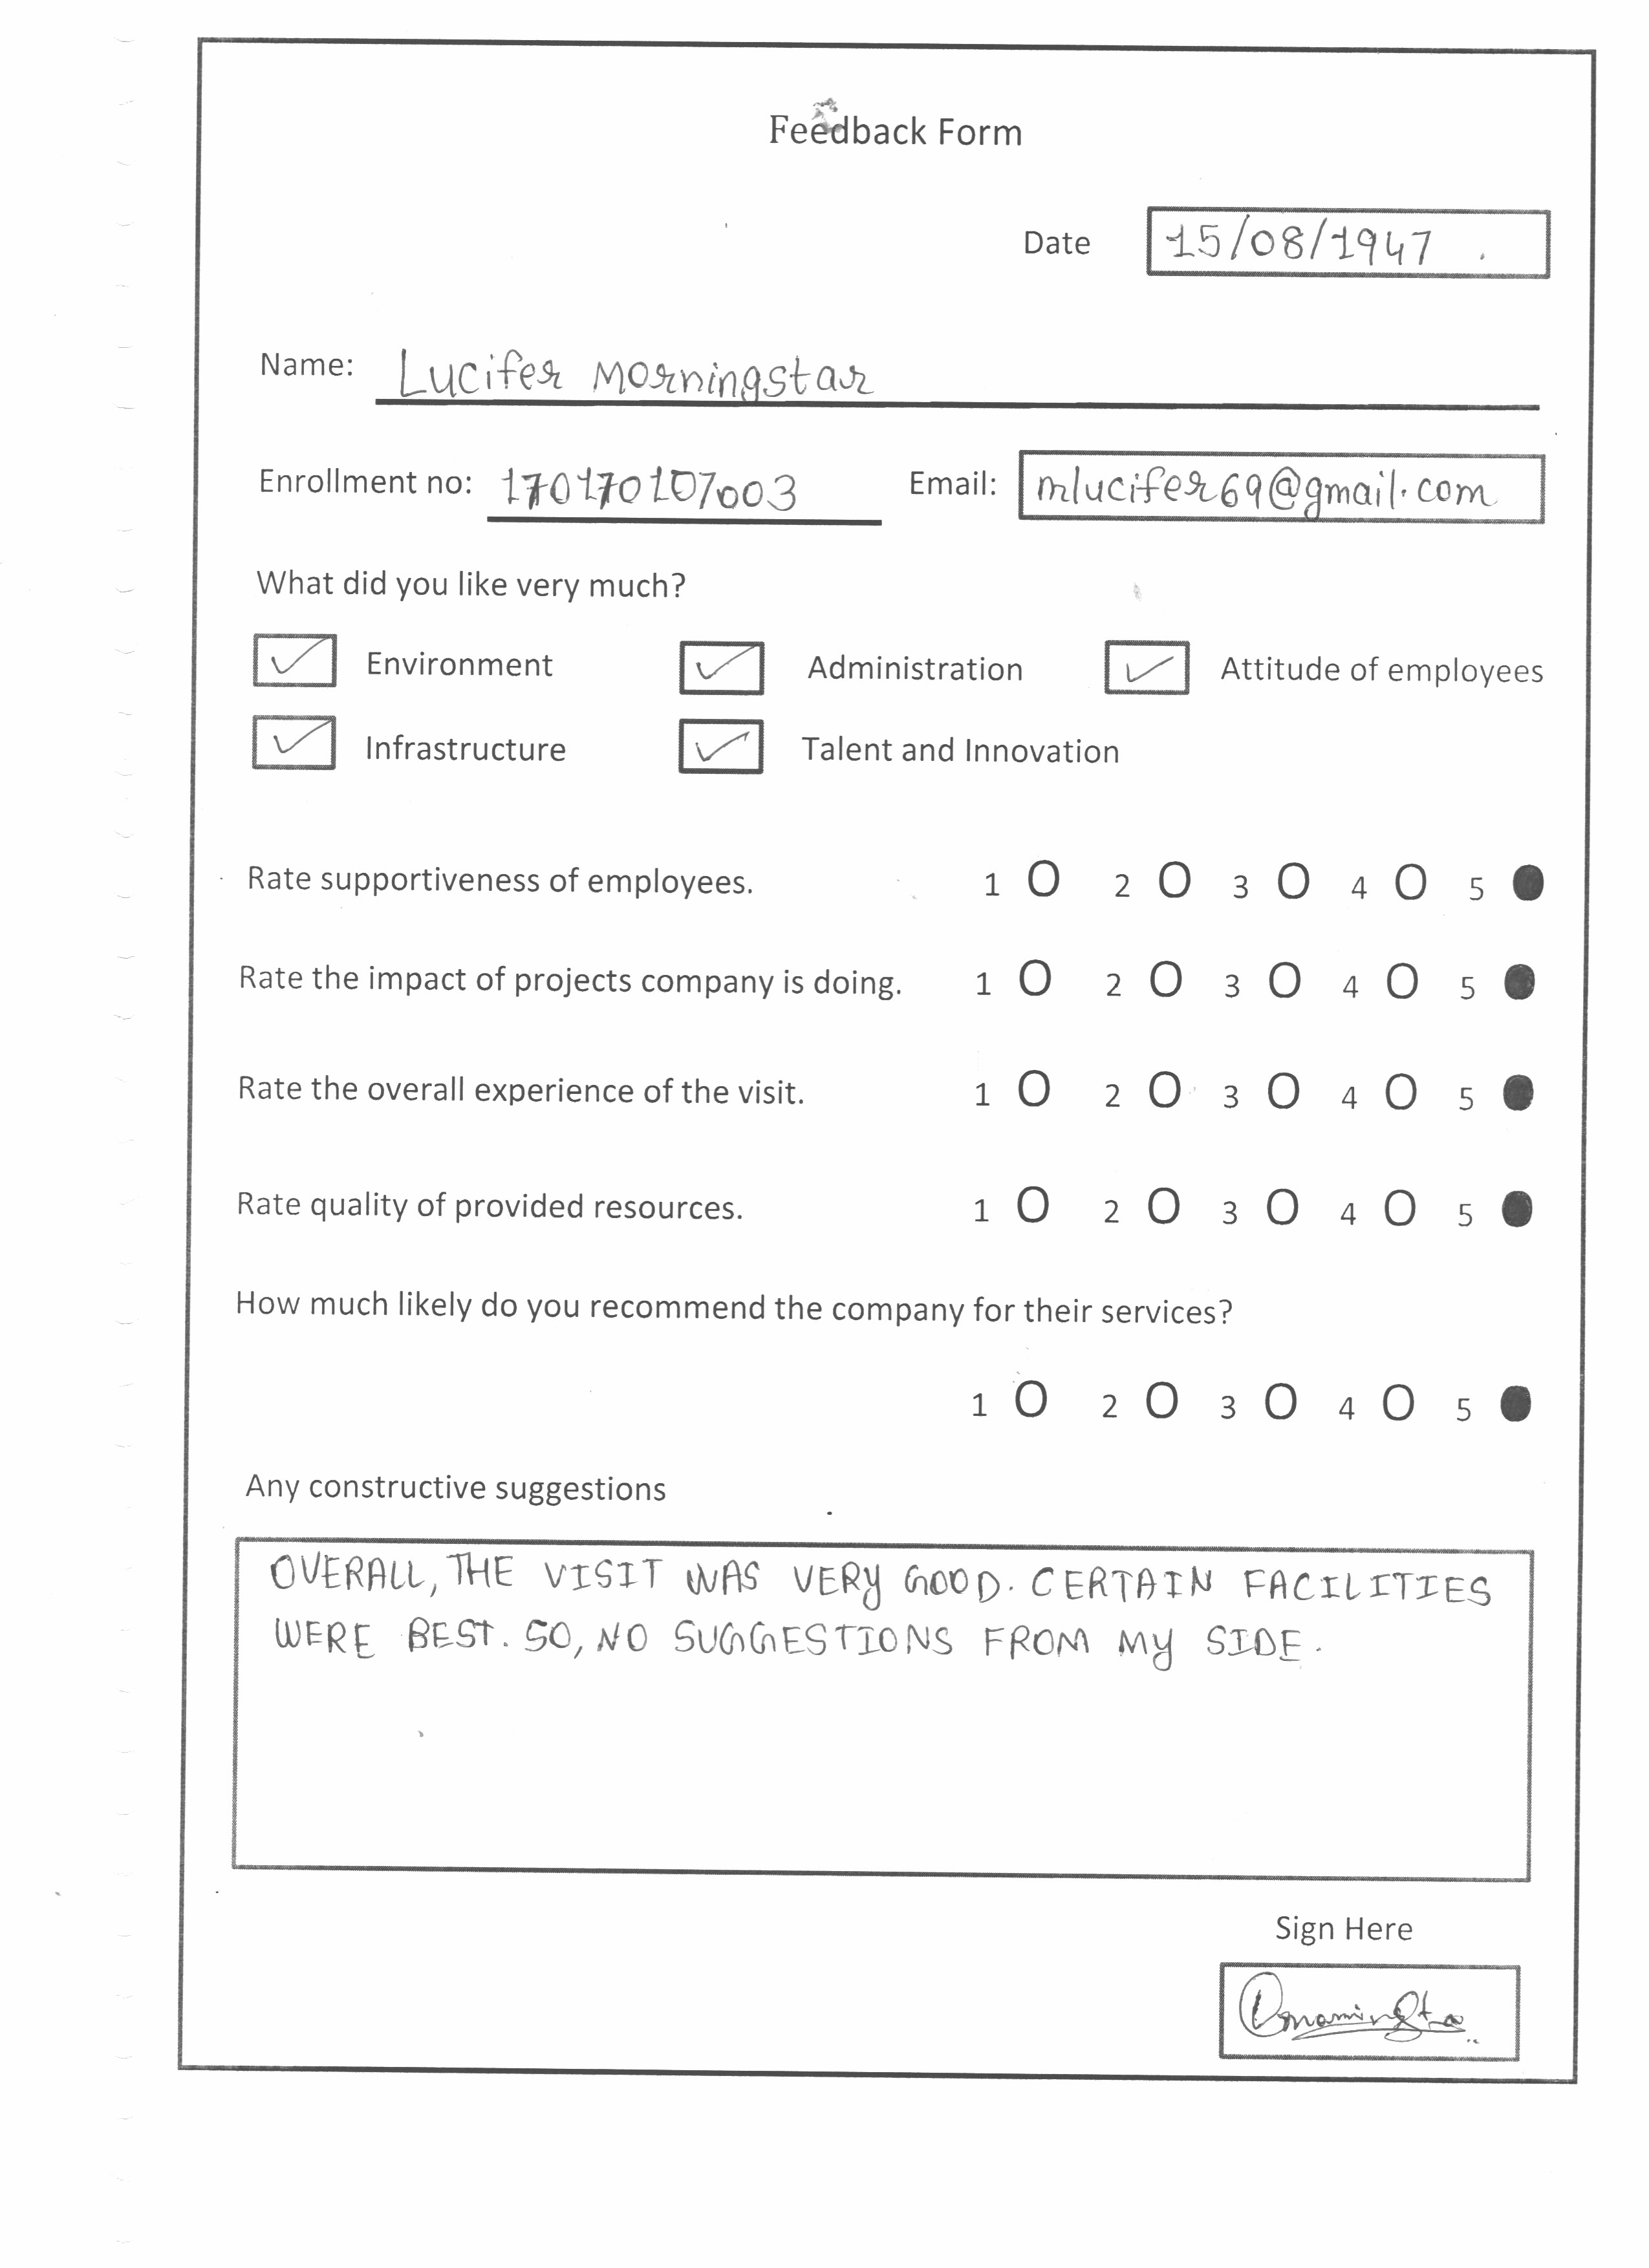 Feedback Form
Date 15/08/1947
Name: Lucifer Morningstar
Enrollment no: 170170107003 Email: mlucifer69@gmail.com
What did you like very much?
Environment Administration Attitude of employees
Infrastructure Talent and Innovation
Rate supportiveness of employees. 1 2 3 4 5
Rate the impact of projects company is doing. 1 2 3 4 5
Rate the overall experience of the visit. 1 2 3 4 5
Rate quality of provided resources. 1 2 3 4 5
How much likely do you recommend the company for their services?
1 2 3 4 5
Any constructive suggestions
OVERALL, THE VISIT WAS VERY GOOD. CERTAIN FACILITIES
WERE BEST. SO, NO SUGGESTIONS FROM MY SIDE.
Sign Here